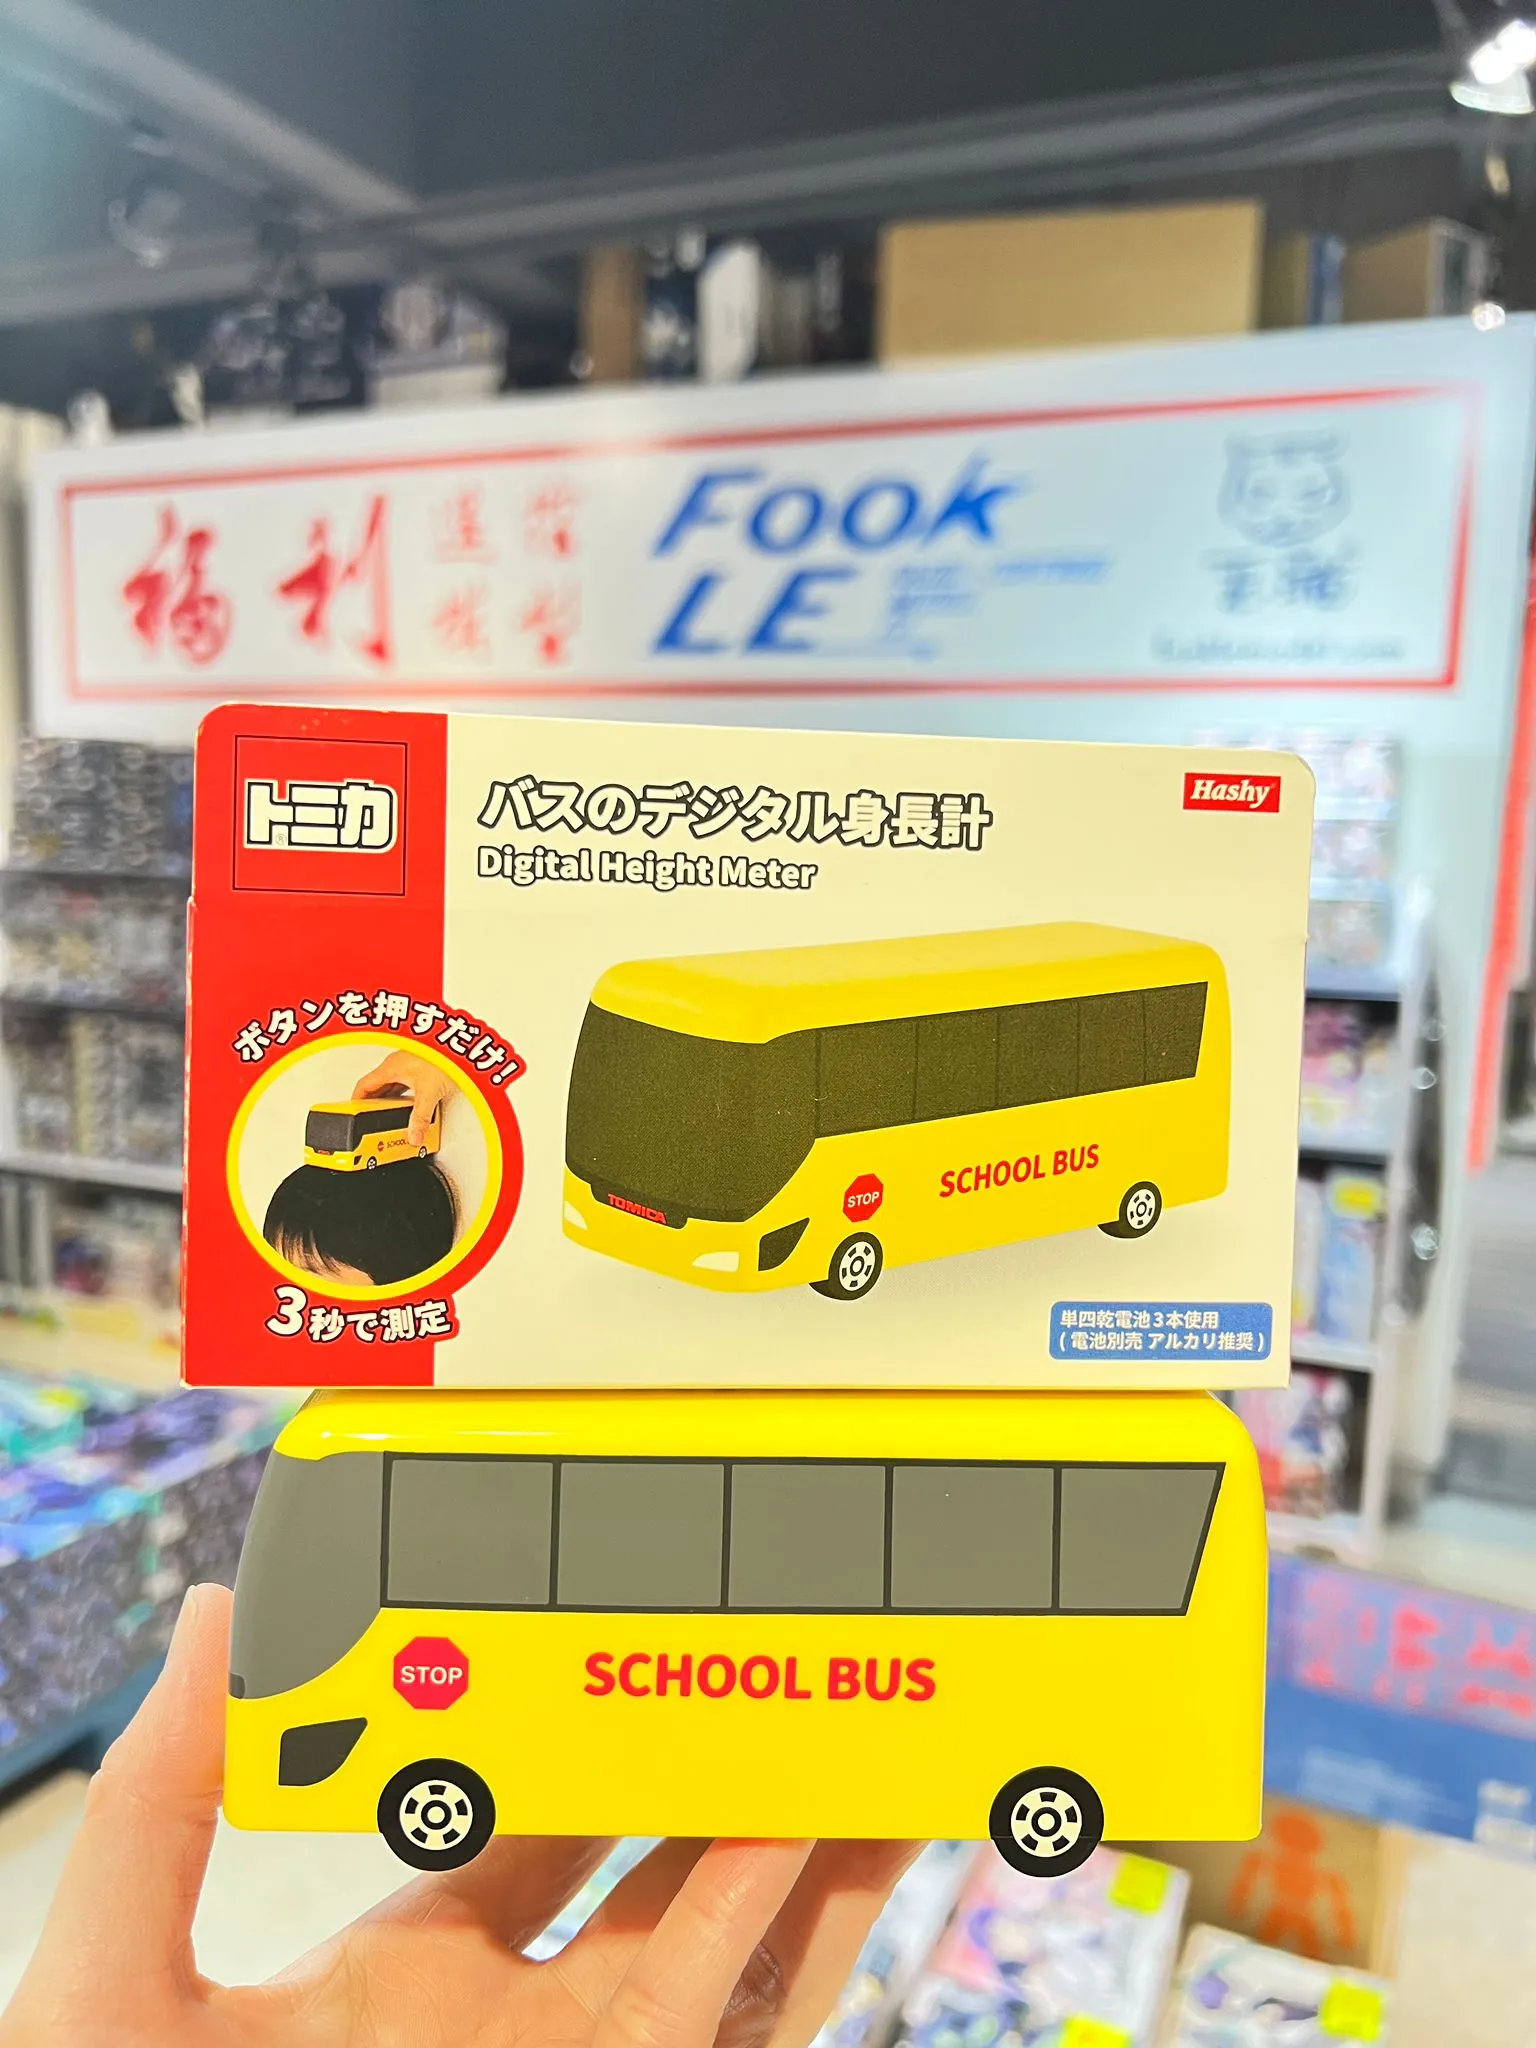 福利
FOOK
LE
トミカ
バスのデジタル身長計
Digital Height Meter
Hashy
ボタンを押すだけ!
SCHOOL BUS
3秒で測定
TOMICA
STOP
SCHOOL BUS
単四乾電池3本使用
(電池別売 アルカリ推奨)
STOP
SCHOOL BUS